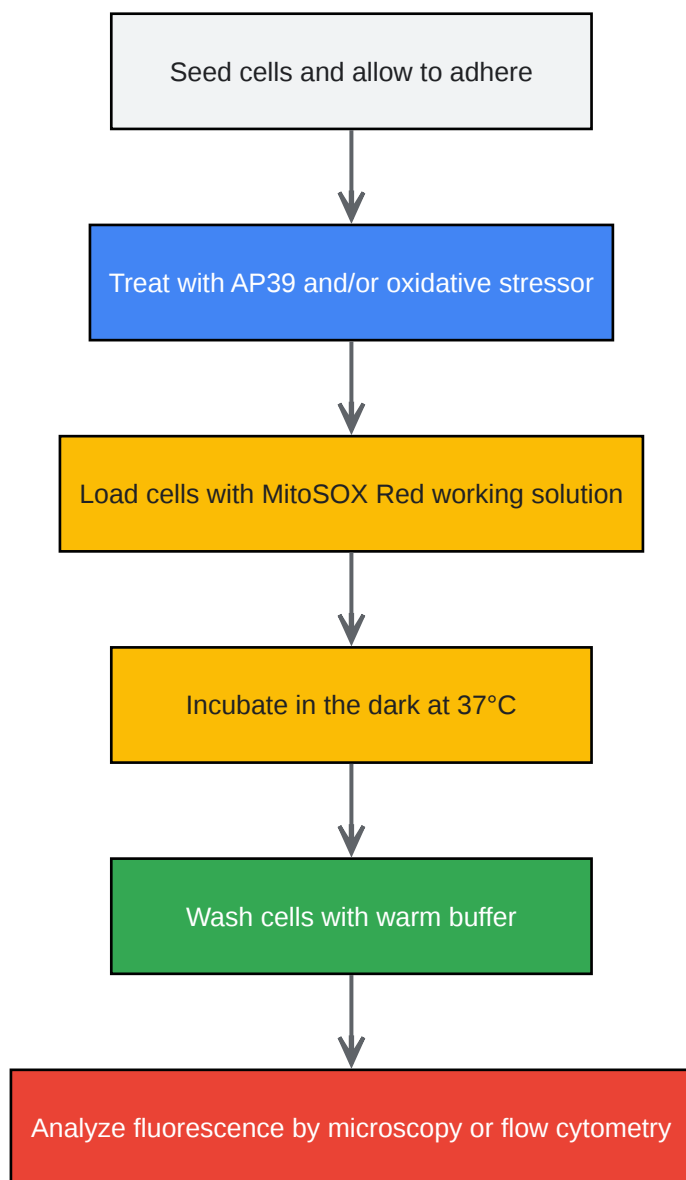 Seed cells and allow to adhere
Treat with AP39 and/or oxidative stressor
Load cells with MitoSOX Red working solution
Incubate in the dark at 37°C
Wash cells with warm buffer
Analyze fluorescence by microscopy or flow cytometry